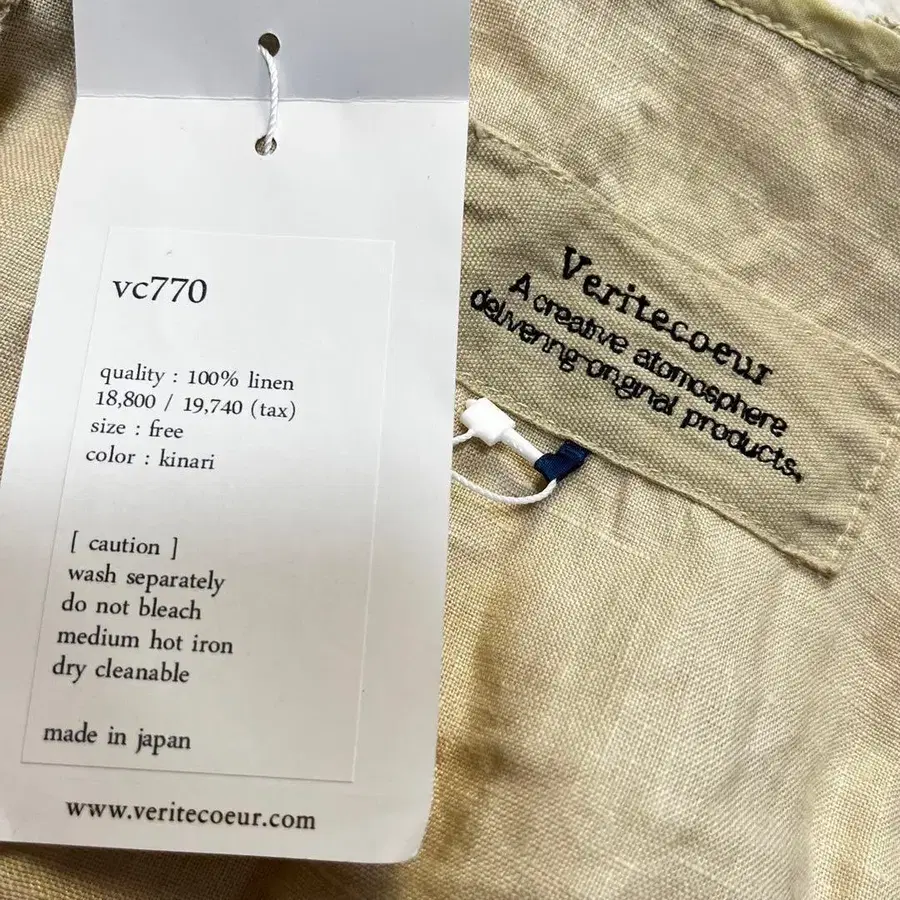 vc770
quality : 100% linen
18,800 / 19,740 (tax)
size : free
color : kinari
[ caution ]
wash separately
do not bleach
medium hot iron
dry cleanable
made in japan
www.veritecoeur.com
Veritecoeur
A creative atomosphere
delivering original products.